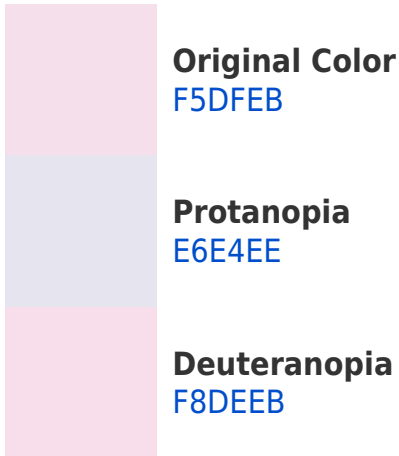 Original Color
F5DFEB
Protanopia
E6E4EE
Deuteranopia
F8DEEB